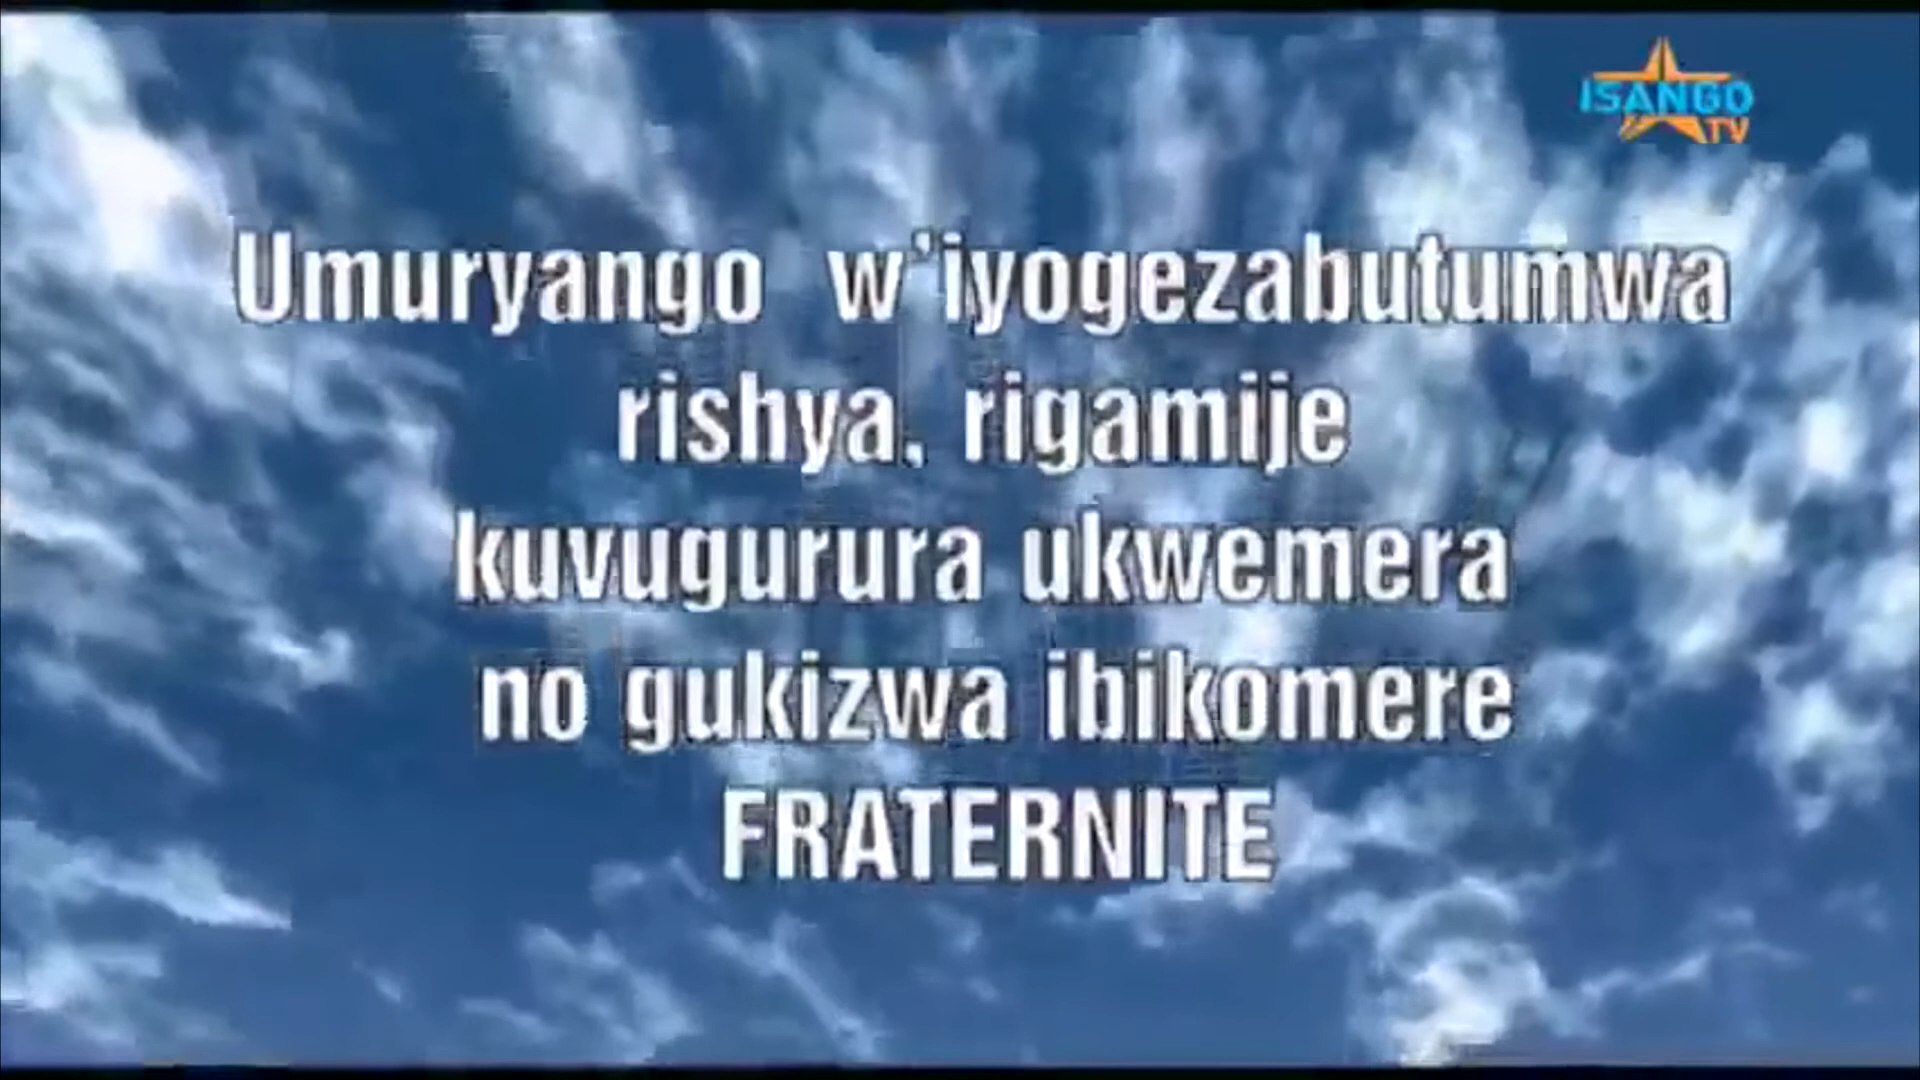 ISANGO
TV
Umuryango w'iyogezabutumwa
rishya, rigamije
kuvugurura ukwemera
no gukizwa ibikomere
FRATERNITE